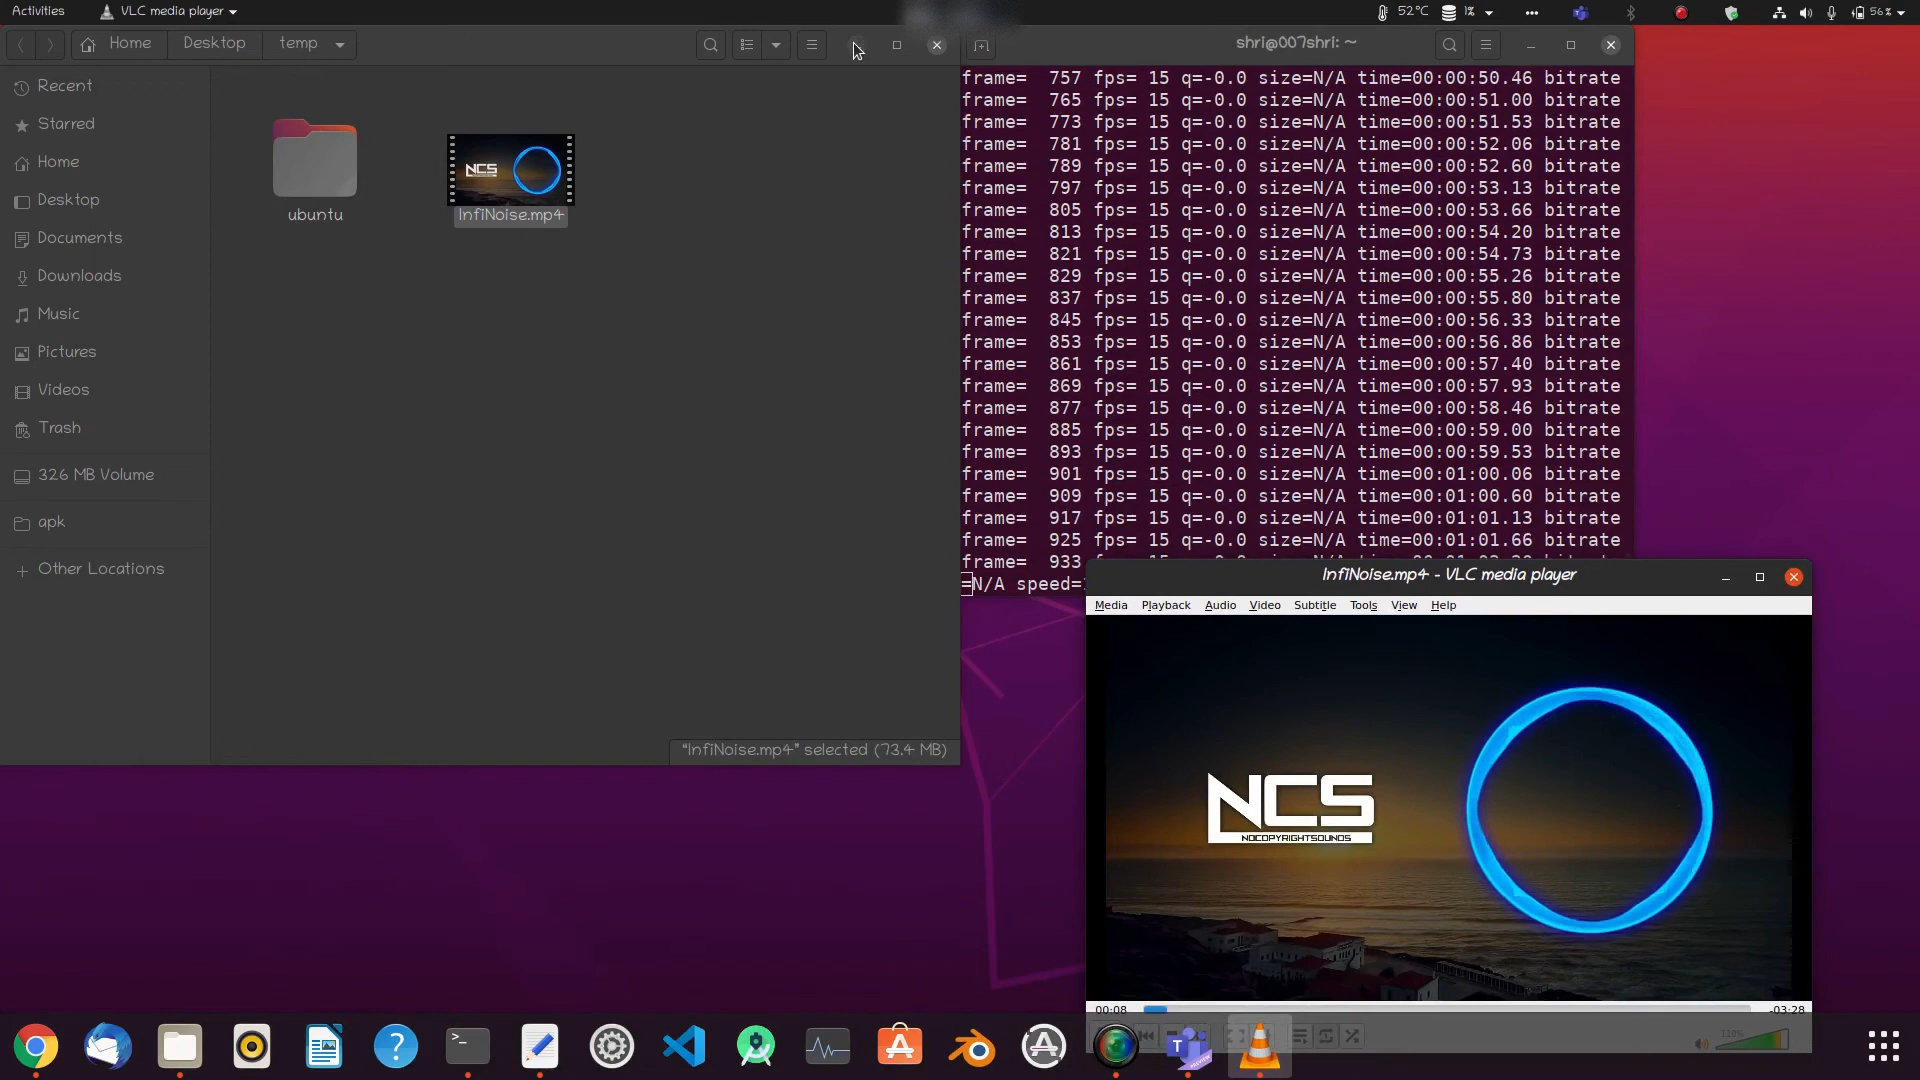 Activities
VLC media player
52°C
1%
56%
Home
Desktop
temp
Recent
Starred
Home
Desktop
Documents
Downloads
Music
Pictures
Videos
Trash
326 MB Volume
apk
+ Other Locations
ubuntu
NCS
InfiNoise.mp4
"InfiNoise.mp4" selected (73.4 MB)
shri@007shri: ~
frame= 757 fps= 15 q=-0.0 size=N/A time=00:00:50.46 bitrate
frame= 765 fps= 15 q=-0.0 size=N/A time=00:00:51.00 bitrate
frame= 773 fps= 15 q=-0.0 size=N/A time=00:00:51.53 bitrate
frame= 781 fps= 15 q=-0.0 size=N/A time=00:00:52.06 bitrate
frame= 789 fps= 15 q=-0.0 size=N/A time=00:00:52.60 bitrate
frame= 797 fps= 15 q=-0.0 size=N/A time=00:00:53.13 bitrate
frame= 805 fps= 15 q=-0.0 size=N/A time=00:00:53.66 bitrate
frame= 813 fps= 15 q=-0.0 size=N/A time=00:00:54.20 bitrate
frame= 821 fps= 15 q=-0.0 size=N/A time=00:00:54.73 bitrate
frame= 829 fps= 15 q=-0.0 size=N/A time=00:00:55.26 bitrate
frame= 837 fps= 15 q=-0.0 size=N/A time=00:00:55.80 bitrate
frame= 845 fps= 15 q=-0.0 size=N/A time=00:00:56.33 bitrate
frame= 853 fps= 15 q=-0.0 size=N/A time=00:00:56.86 bitrate
frame= 861 fps= 15 q=-0.0 size=N/A time=00:00:57.40 bitrate
frame= 869 fps= 15 q=-0.0 size=N/A time=00:00:57.93 bitrate
frame= 877 fps= 15 q=-0.0 size=N/A time=00:00:58.46 bitrate
frame= 885 fps= 15 q=-0.0 size=N/A time=00:00:59.00 bitrate
frame= 893 fps= 15 q=-0.0 size=N/A time=00:00:59.53 bitrate
frame= 901 fps= 15 q=-0.0 size=N/A time=00:01:00.06 bitrate
frame= 909 fps= 15 q=-0.0 size=N/A time=00:01:00.60 bitrate
frame= 917 fps= 15 q=-0.0 size=N/A time=00:01:01.13 bitrate
frame= 925 fps= 15 q=-0.0 size=N/A time=00:01:01.66 bitrate
frame= 933
=N/A speed=
InfiNoise.mp4 - VLC media player
Media Playback Audio Video Subtitle Tools View Help
NCS
NOCOPYRIGHTSOUNDS
00:08
-03:28
110%